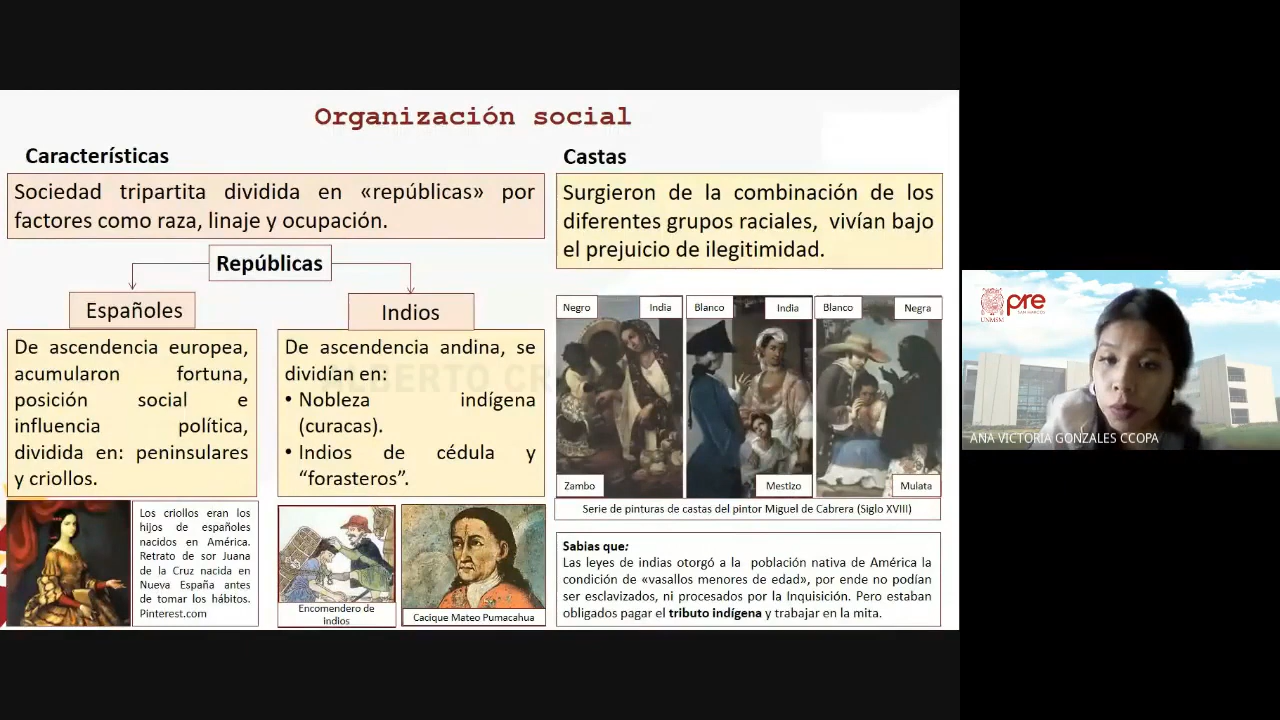 Organización social
Características
Sociedad tripartita dividida en «repúblicas» por
factores como raza, linaje y ocupación.
Repúblicas
Españoles
De ascendencia europea,
acumularon fortuna,
posición social e
influencia política,
dividida en: peninsulares
y criollos.
Indios
De ascendencia andina, se
dividían en:
• Nobleza indígena
(curacas).
• Indios de cédula y
“forasteros”.
Los criollos eran los
hijos de españoles
nacidos en América.
Retrato de sor Juana
de la Cruz nacida en
Nueva España antes
de tomar los hábitos.
Pinterest.com
Encomendero de
indios
Cacique Mateo Pumacahua
Castas
Surgieron de la combinación de los
diferentes grupos raciales, vivían bajo
el prejuicio de ilegitimidad.
Negro India Blanco India Blanco Negra
Zambo Mestizo Mulata
Serie de pinturas de castas del pintor Miguel de Cabrera (Siglo XVIII)
Sabias que:
Las leyes de indias otorgó a la población nativa de América la
condición de «vasallos menores de edad», por ende no podían
ser esclavizados, ni procesados por la Inquisición. Pero estaban
obligados pagar el tributo indígena y trabajar en la mita.
UNMSM
pre
SAN MARCOS
ANA VICTORIA GONZALES CCOPA